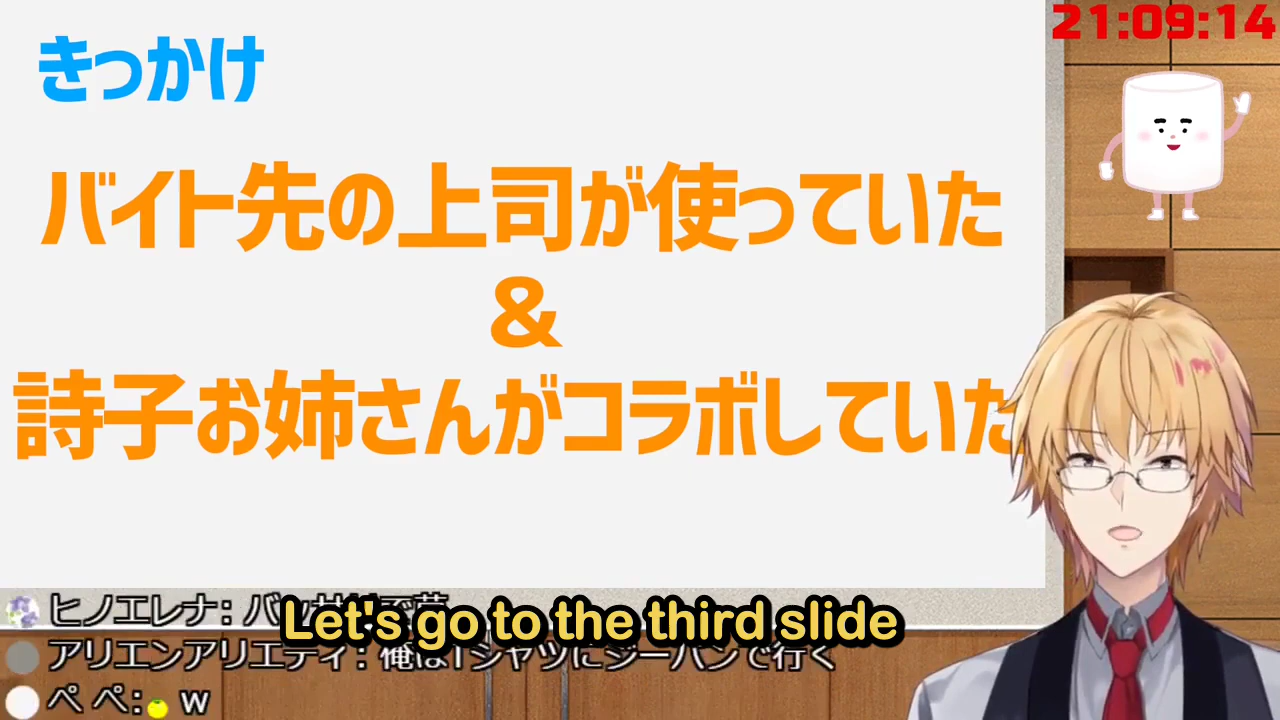 21:09:14
きっかけ
バイト先の上司が使っていた
&
詩子お姉さんがコラボしていた
ヒノエレナ: バ
Let's go to the third slide
アリエンアリエティ: 俺はTシャツにジーパンで行く
ペ ペ: w